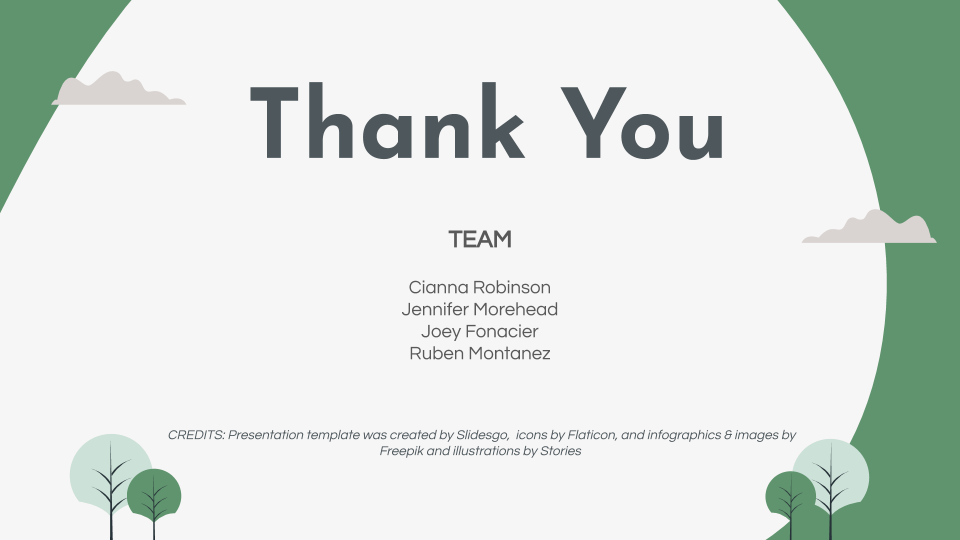 Thank You
TEAM
Cianna Robinson
Jennifer Morehead
Joey Fonacier
Ruben Montanez
CREDITS: Presentation template was created by Slidesgo,  icons by Flaticon, and infographics & images by
Freepik and illustrations by Stories